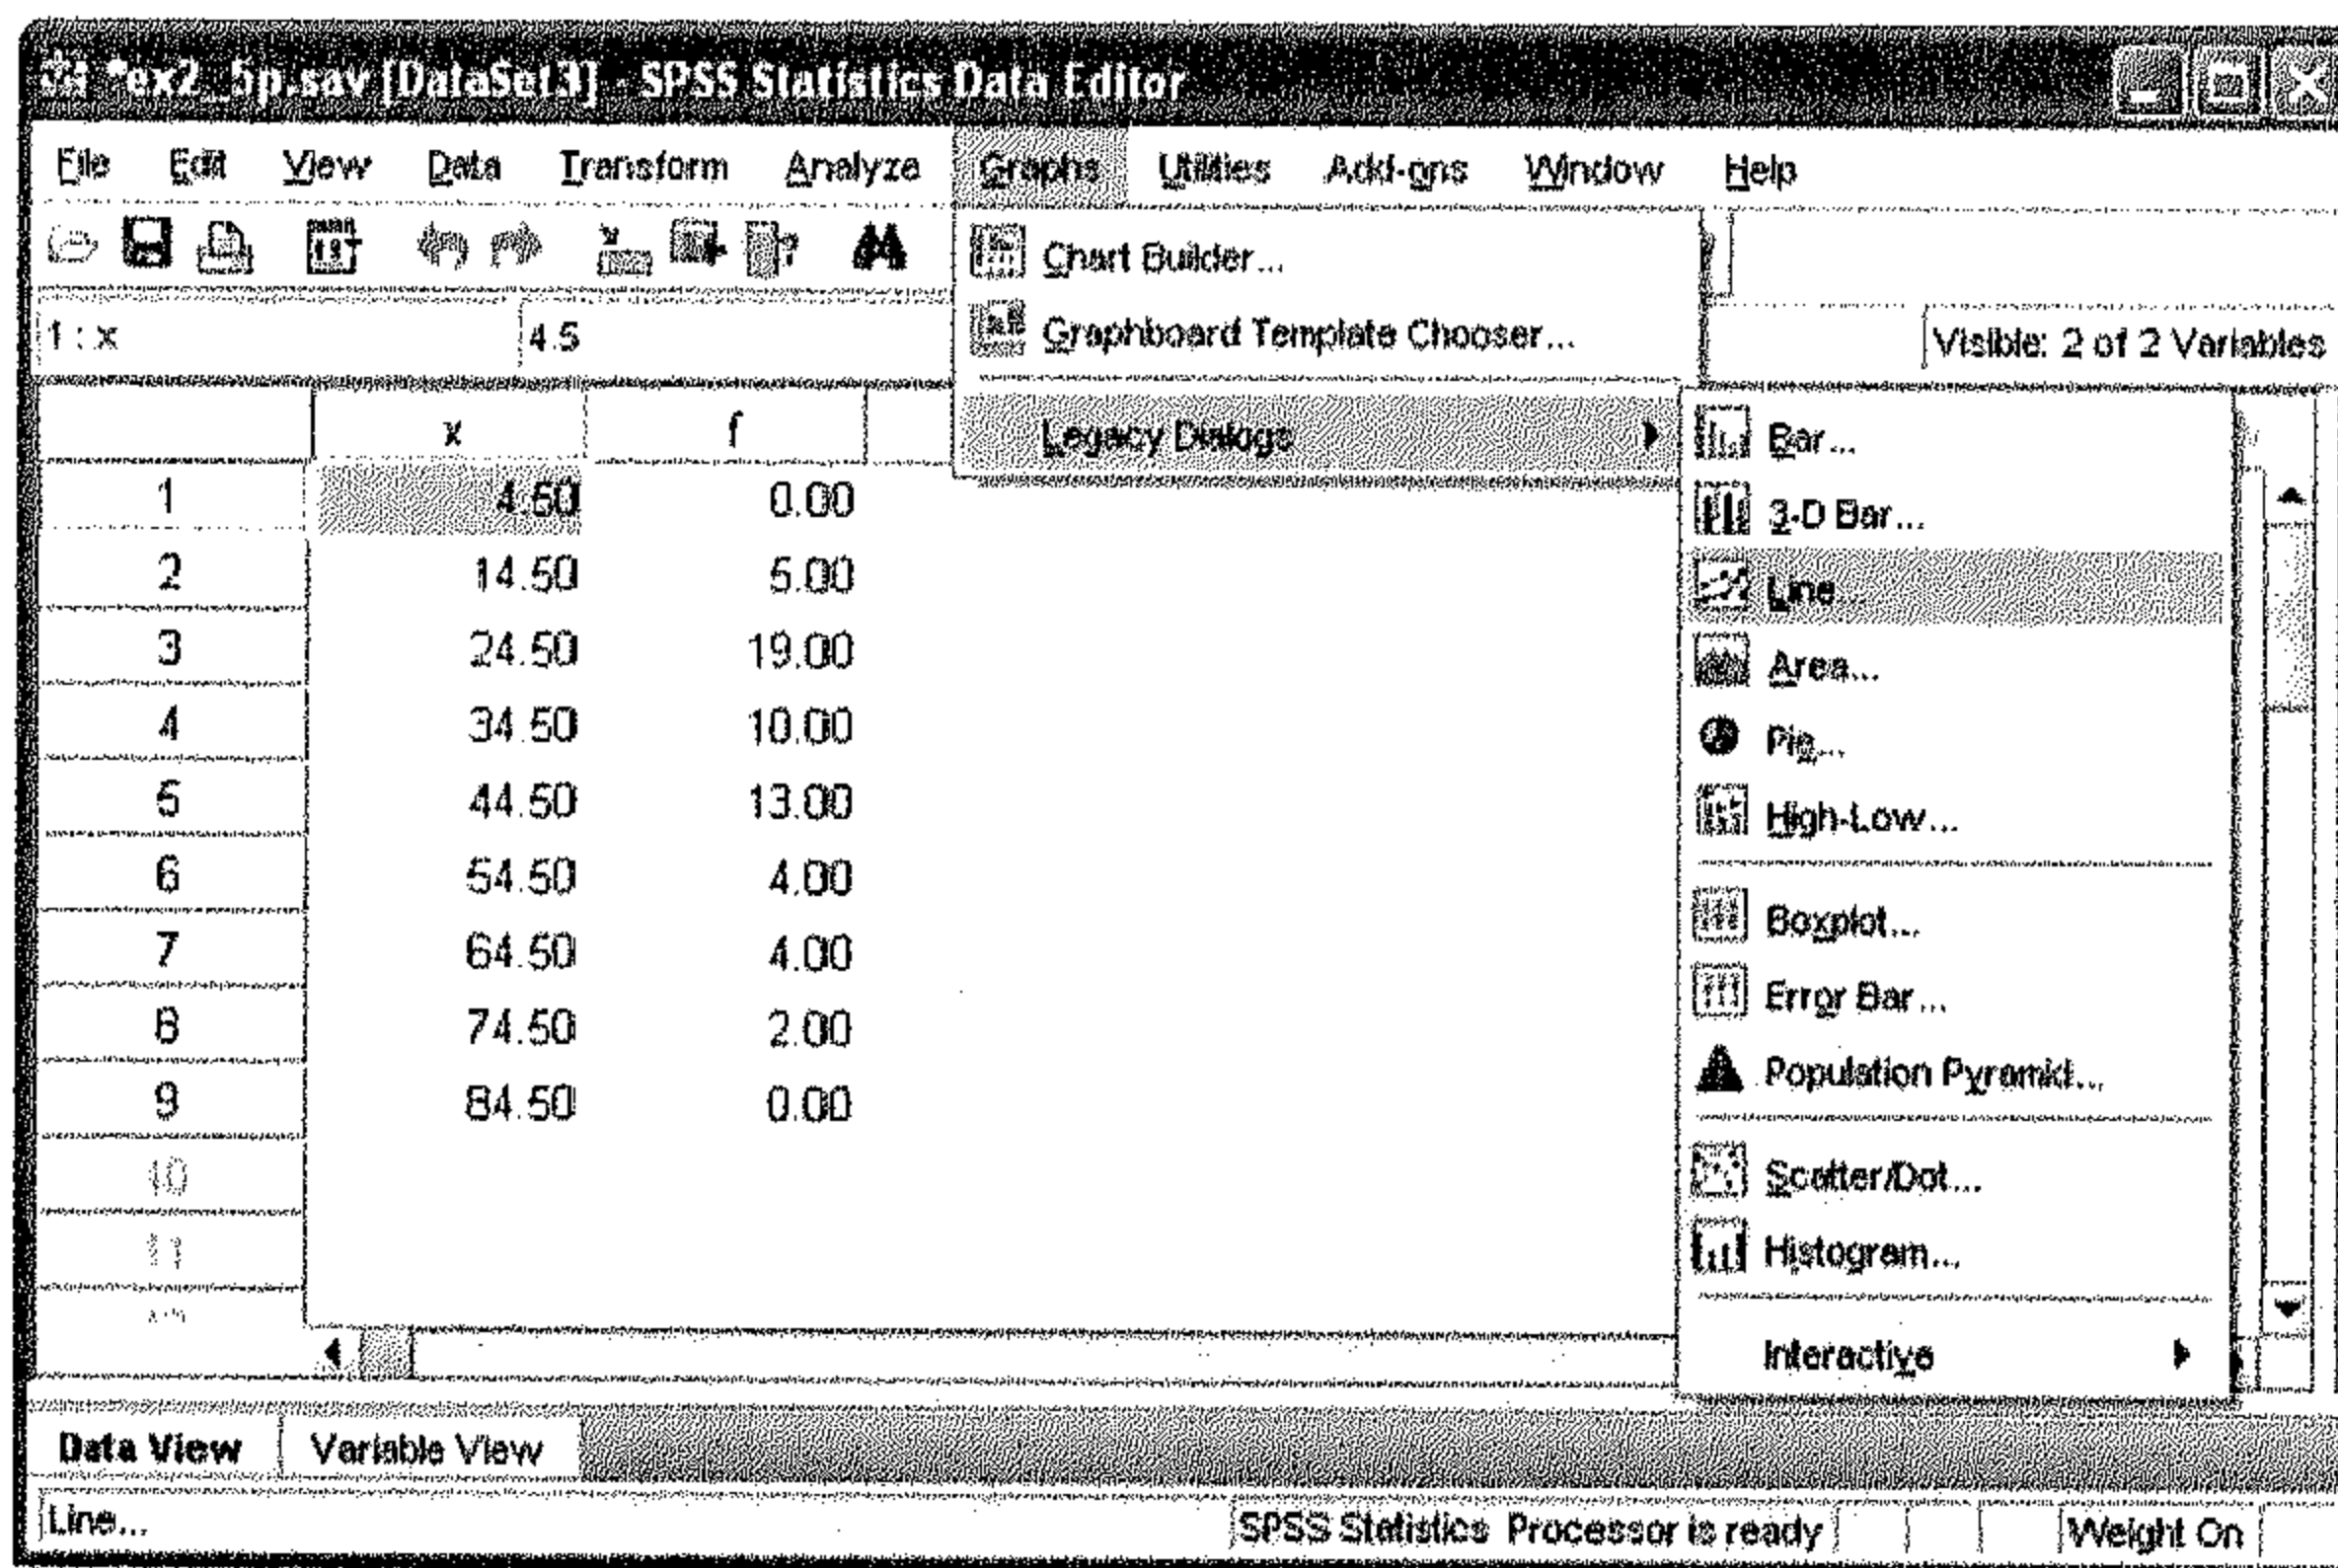 *ex2_5p.sav [DataSet3] - SPSS Statistics Data Editor
File Edit View Data Transform Analyze Graphs Utilities Add-ons Window Help
Chart Builder...
1 : x 4.5 Graphboard Template Chooser... Visible: 2 of 2 Variables
x f Legacy Dialogs Bar...
1 4.50 0.00
3-D Bar...
2 14.50 5.00 Line...
3 24.50 19.00 Area...
4 34.50 10.00 Pie...
5 44.50 13.00 High-Low...
6 54.50 4.00 Boxplot...
7 64.50 4.00
Error Bar...
8 74.50 2.00
Population Pyramid...
9 84.50 0.00
10 Scatter/Dot...
11 Histogram...
Interactive
Data View Variable View
Line... SPSS Statistics Processor is ready Weight On